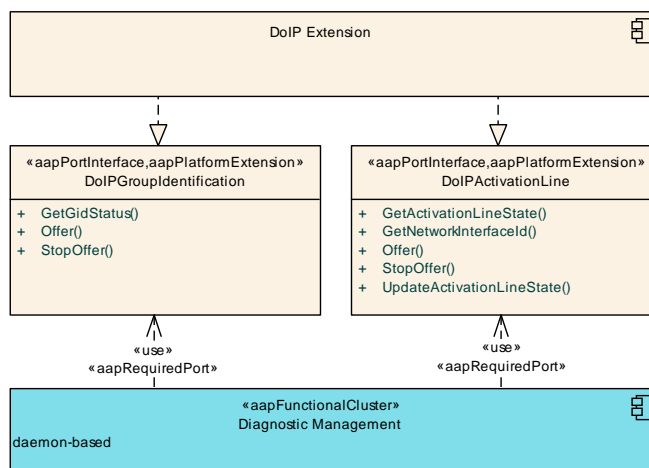 DoIP Extension
«aapPortInterface,aapPlatformExtension»
DoIPGroupIdentification
+ GetGidStatus()
+ Offer()
+ StopOffer()
«aapPortInterface,aapPlatformExtension»
DoIPActivationLine
+ GetActivationLineState()
+ GetNetworkInterfaceId()
+ Offer()
+ StopOffer()
+ UpdateActivationLineState()
«use»
«aapRequiredPort»
«use»
«aapRequiredPort»
«aapFunctionalCluster»
Diagnostic Management
daemon-based